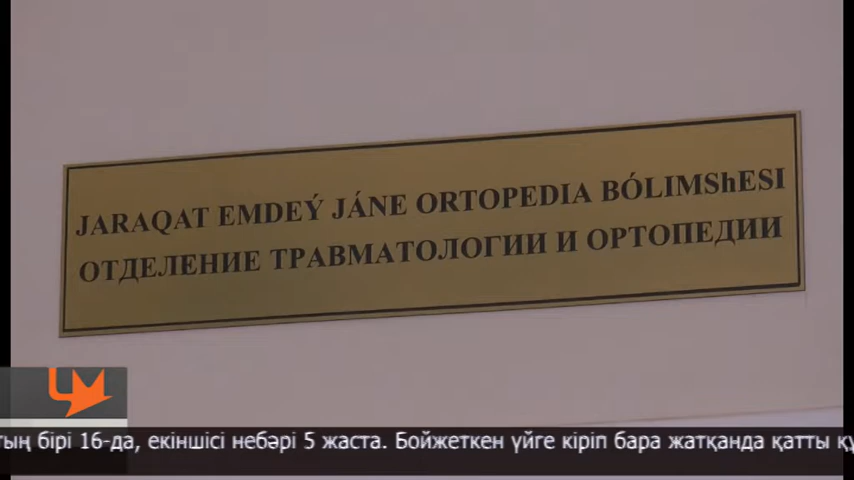 JARAQAT EMDEÝ JÁNE ORTOPEDIA BÓLIMShESI
ОТДЕЛЕНИЕ ТРАВМАТОЛОГИИ И ОРТОПЕДИИ
бірі 16-да, екіншісі небәрі 5 жаста. Бойжеткен үйге кіріп бара жатқанда қатты